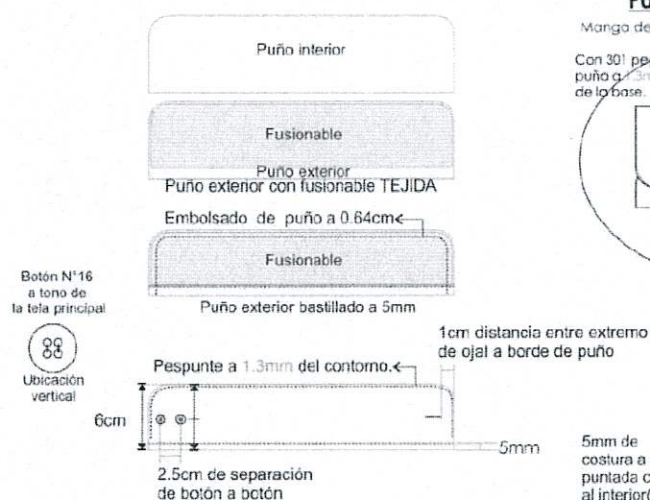 Puño interior
Fusionable
Puño exterior
Puño exterior con fusionable TEJIDA
Embolsado de puño a 0.64cm
Fusionable
Puño exterior bastillado a 5mm
Botón N°16
a tono de
la tela principal
Ubicación
vertical
Pespunte a 1.3mm del contorno.
1cm distancia entre extremo
de ojal a borde de puño
6cm
5mm
2.5cm de separación
de botón a botón
Manga de
Con 301
puño a
de la base.
5mm de
costura a
puntada
al interior